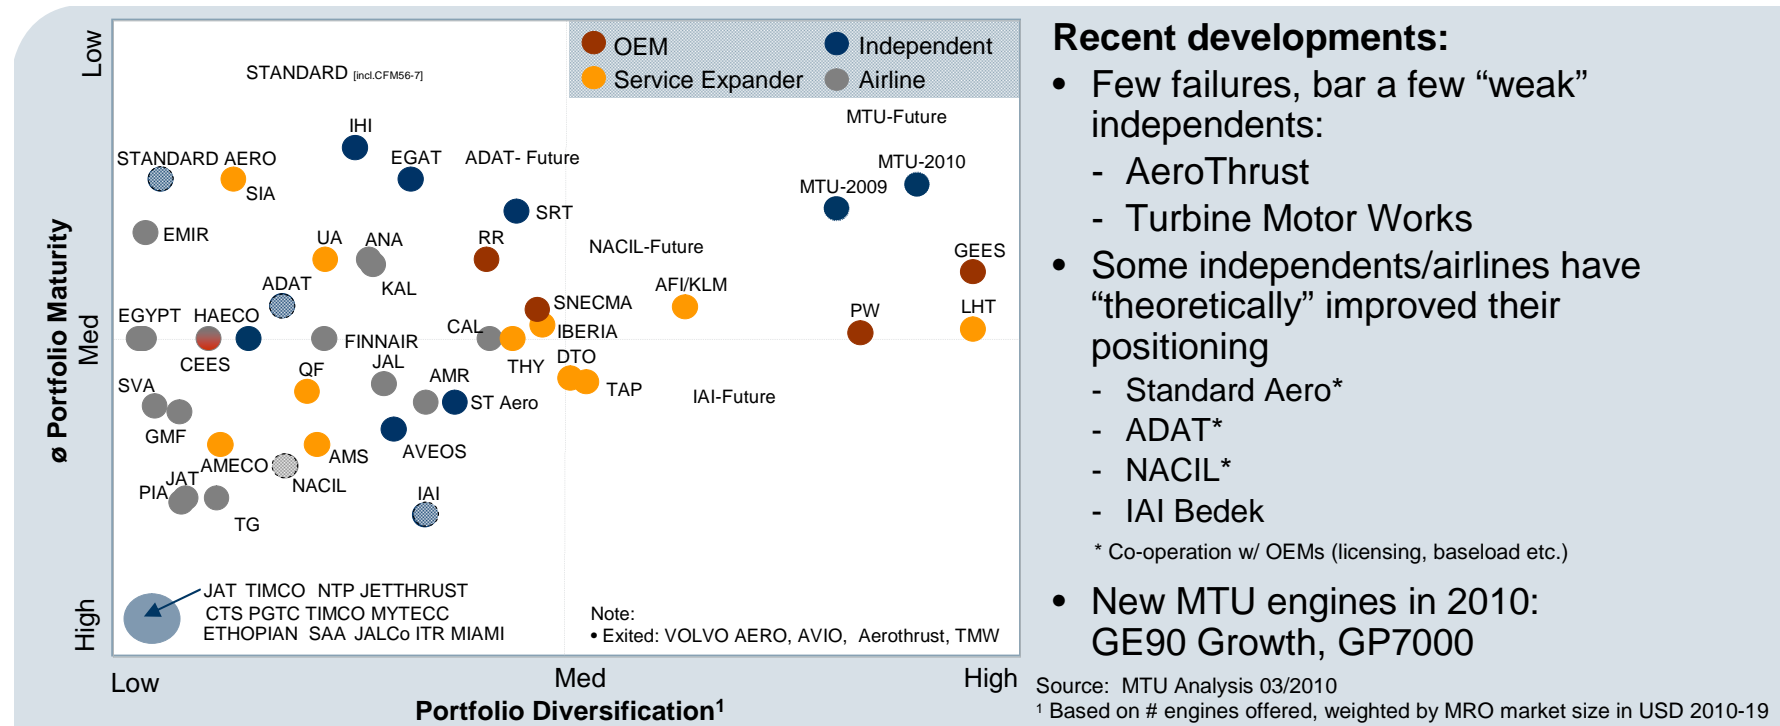 Low
Med
High
ø Portfolio Maturity
OEM
Independent
Service Expander
Airline
STANDARD [incl.CFM56-7]
MTU-Future
IHI
STANDARD AERO
EGAT
ADAT- Future
MTU-2010
SIA
MTU-2009
SRT
EMIR
UA
ANA
RR
NACIL-Future
GEES
KAL
ADAT
AFI/KLM
SNECMA
EGYPT
HAECO
CAL
IBERIA
PW
LHT
FINNAIR
CEES
QF
JAL
THY
DTO
SVA
AMR
TAP
ST Aero
IAI-Future
GMF
AMECO
AMS
AVEOS
JAT
NACIL
PIA
IAI
TG
JAT TIMCO NTP JETTHRUST
CTS PGTC TIMCO MYTECC
ETHOPIAN SAA JALCo ITR MIAMI
Note:
• Exited: VOLVO AERO, AVIO, Aerothrust, TMW
Low
Med
High
Portfolio Diversification¹
Recent developments:
• Few failures, bar a few “weak”
independents:
- AeroThrust
- Turbine Motor Works
• Some independents/airlines have
“theoretically” improved their
positioning
- Standard Aero*
- ADAT*
- NACIL*
- IAI Bedek
* Co-operation w/ OEMs (licensing, baseload etc.)
• New MTU engines in 2010:
GE90 Growth, GP7000
Source: MTU Analysis 03/2010
¹ Based on # engines offered, weighted by MRO market size in USD 2010-19